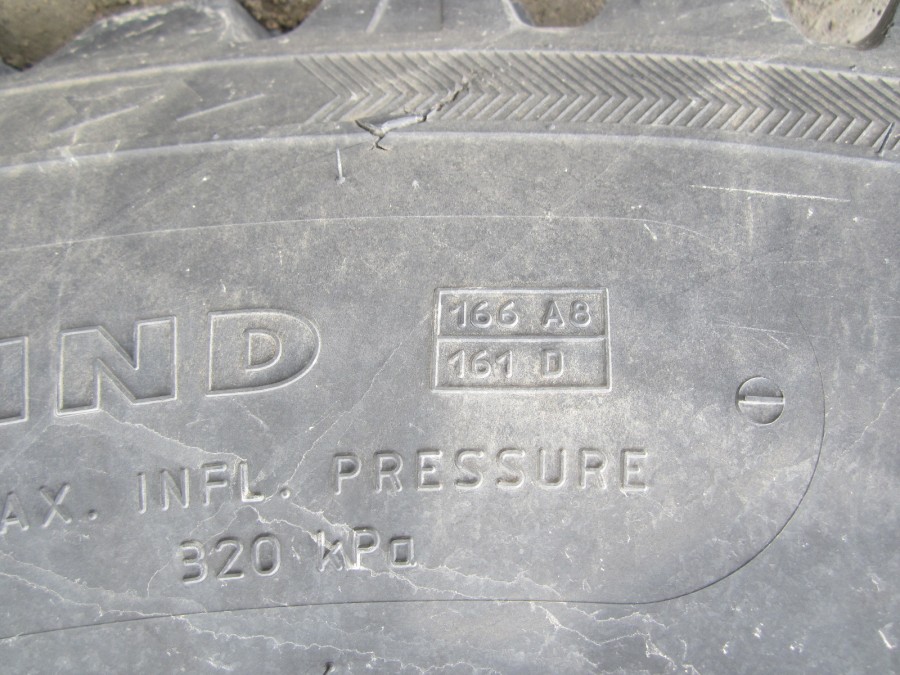 IND
166 A8
161 D
AX. INFL. PRESSURE
320 kPa